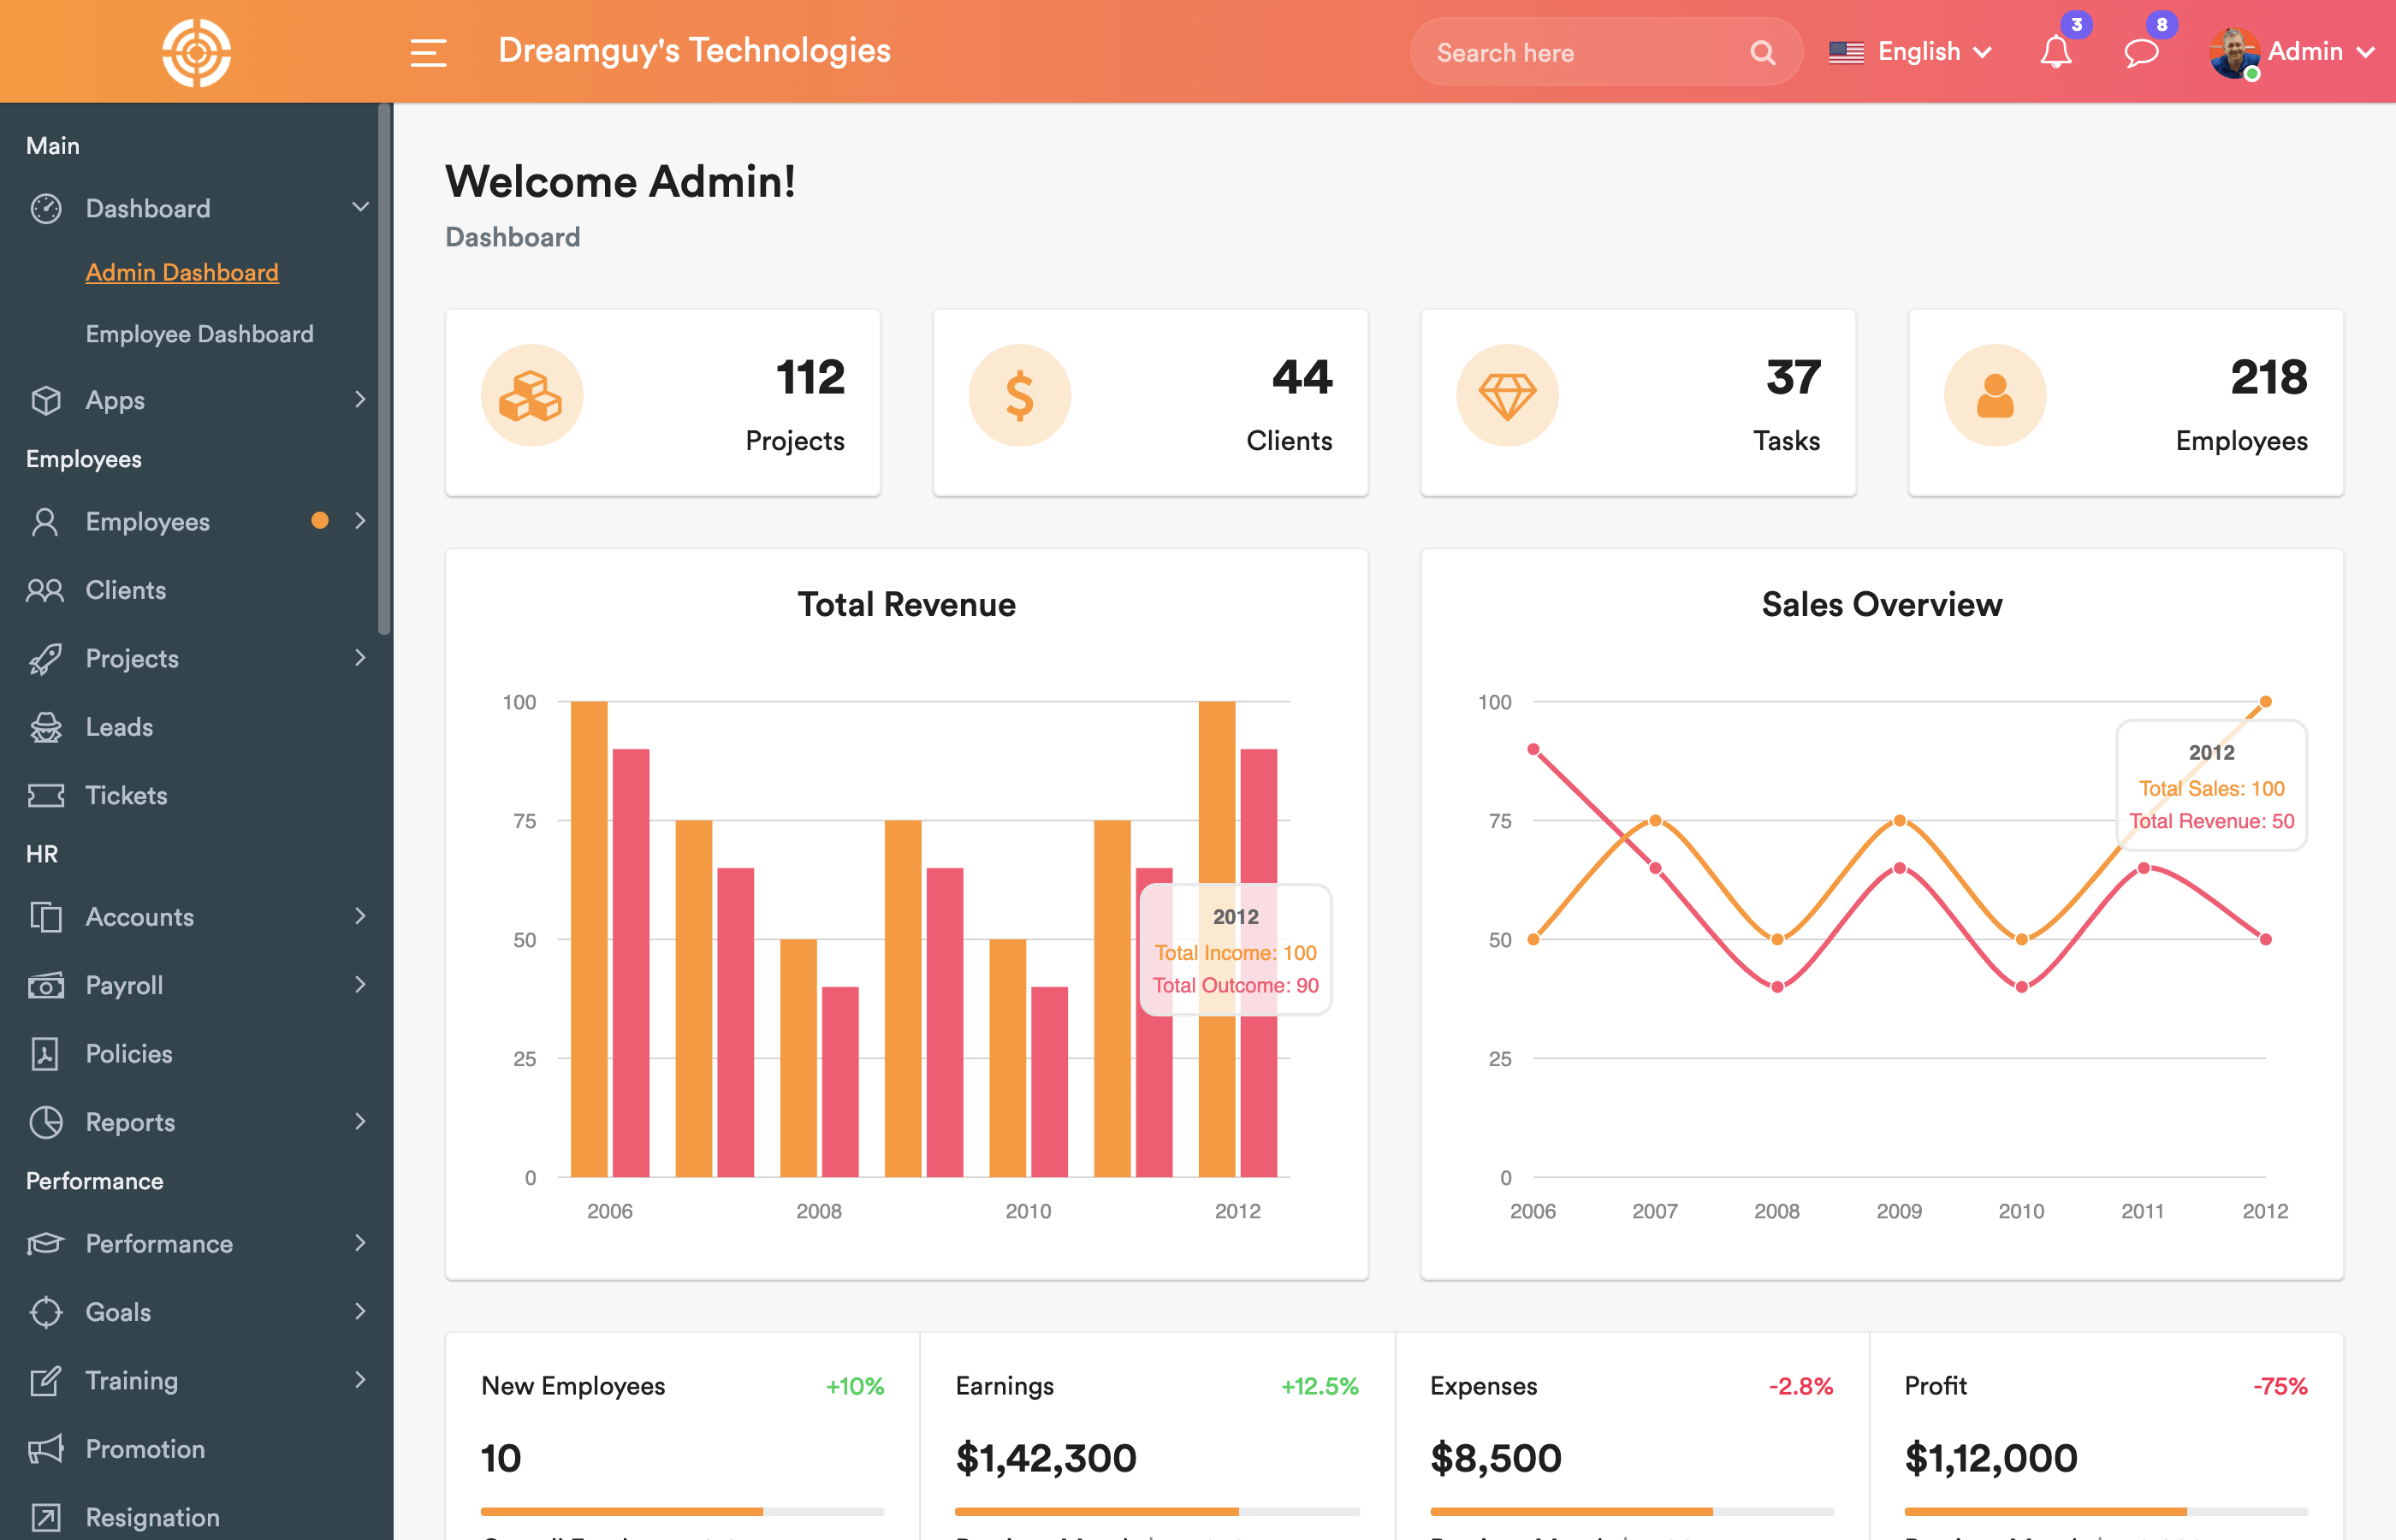 Dreamguy's Technologies
Search here
English
3
8
Admin
Main
Dashboard
Admin Dashboard
Employee Dashboard
Apps
Employees
Employees
Clients
Projects
Leads
Tickets
HR
Accounts
Payroll
Policies
Reports
Performance
Performance
Goals
Training
Promotion
Resignation
Welcome Admin!
Dashboard
112
Projects
44
Clients
37
Tasks
218
Employees
Total Revenue
100
75
50
25
0
2006
2008
2010
2012
2012
Total Income: 100
Total Outcome: 90
Sales Overview
100
75
50
25
0
2006
2007
2008
2009
2010
2011
2012
2012
Total Sales: 100
Total Revenue: 50
New Employees
+10%
10
Earnings
+12.5%
$1,42,300
Expenses
-2.8%
$8,500
Profit
-75%
$1,12,000